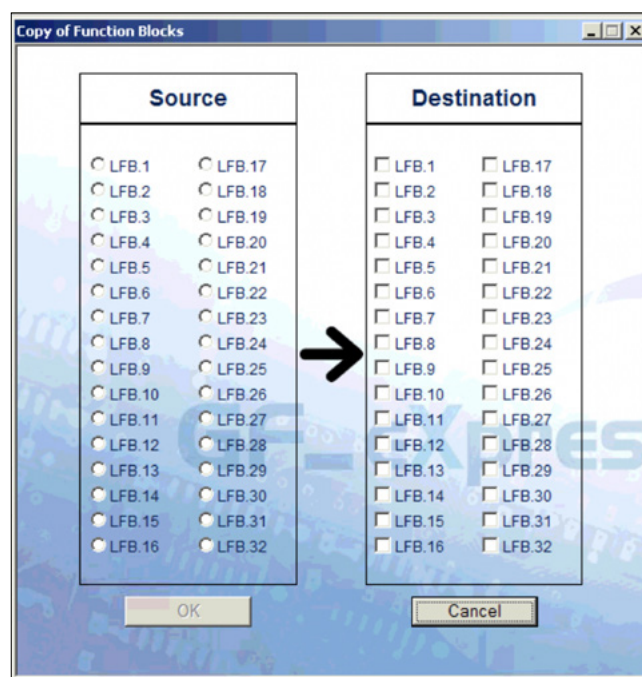 Copy of Function Blocks
Source
LFB.1 LFB.17
LFB.2 LFB.18
LFB.3 LFB.19
LFB.4 LFB.20
LFB.5 LFB.21
LFB.6 LFB.22
LFB.7 LFB.23
LFB.8 LFB.24
LFB.9 LFB.25
LFB.10 LFB.26
LFB.11 LFB.27
LFB.12 LFB.28
LFB.13 LFB.29
LFB.14 LFB.30
LFB.15 LFB.31
LFB.16 LFB.32
OK
Destination
LFB.1 LFB.17
LFB.2 LFB.18
LFB.3 LFB.19
LFB.4 LFB.20
LFB.5 LFB.21
LFB.6 LFB.22
LFB.7 LFB.23
LFB.8 LFB.24
LFB.9 LFB.25
LFB.10 LFB.26
LFB.11 LFB.27
LFB.12 LFB.28
LFB.13 LFB.29
LFB.14 LFB.30
LFB.15 LFB.31
LFB.16 LFB.32
Cancel
GF_eXpres